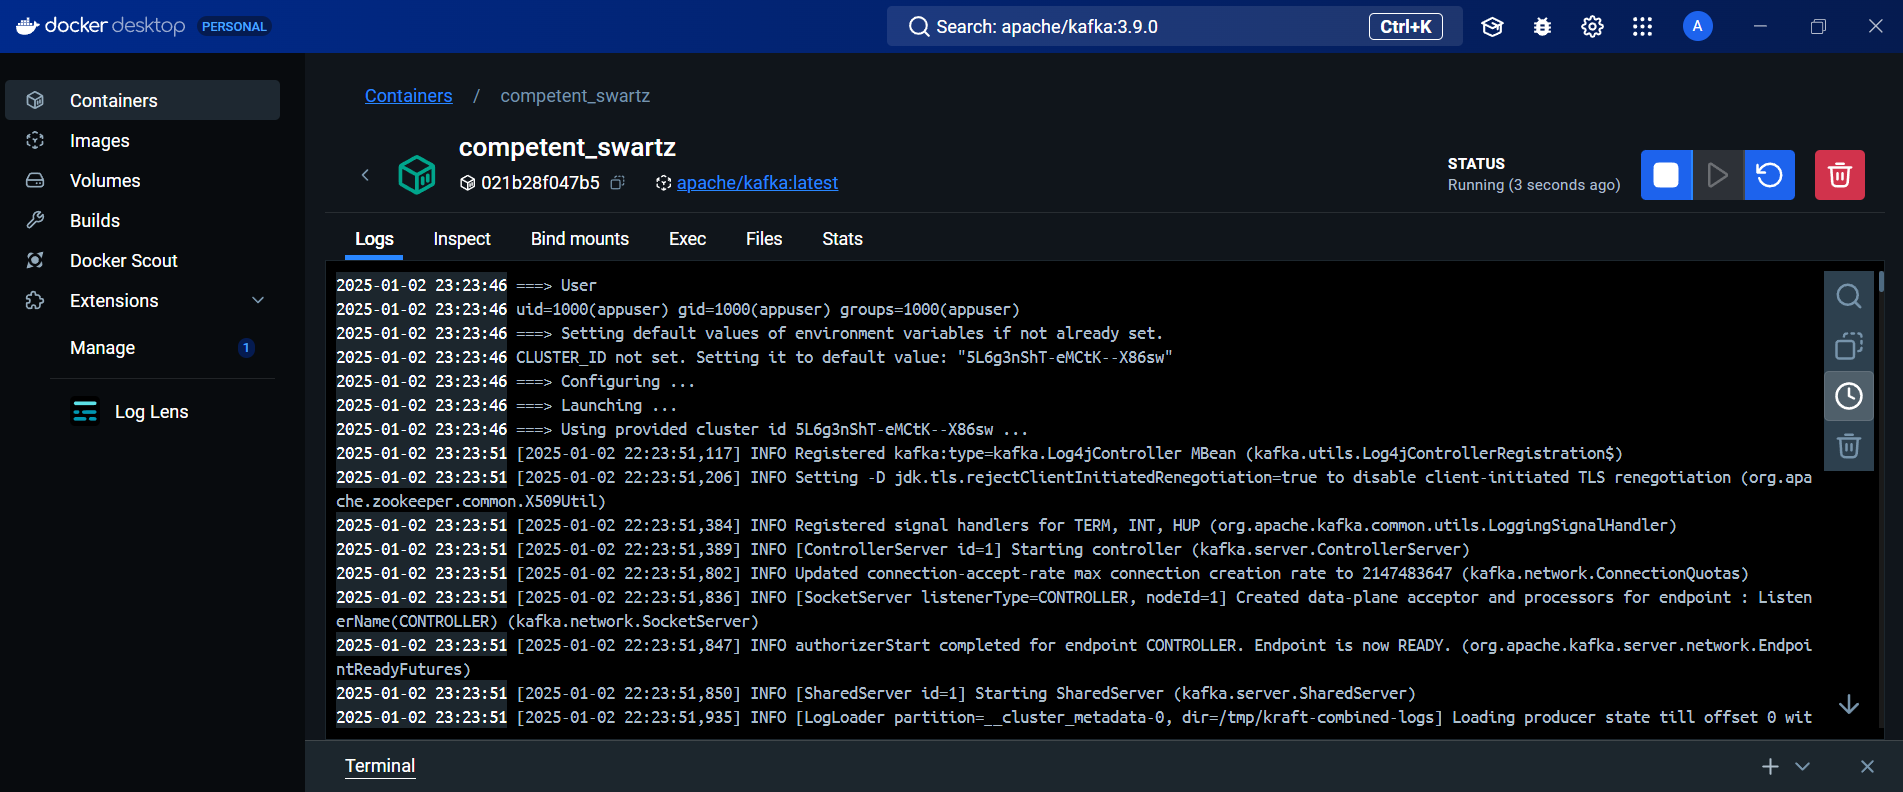 docker desktop PERSONAL
Search: apache/kafka:3.9.0 Ctrl+K
A
Containers
Images
Volumes
Builds
Docker Scout
Extensions
Manage 1
Log Lens
Containers / competent_swartz
competent_swartz
021b28f047b5 apache/kafka:latest
STATUS
Running (3 seconds ago)
Logs Inspect Bind mounts Exec Files Stats
2025-01-02 23:23:46 ===> User
2025-01-02 23:23:46 uid=1000(appuser) gid=1000(appuser) groups=1000(appuser)
2025-01-02 23:23:46 ===> Setting default values of environment variables if not already set.
2025-01-02 23:23:46 CLUSTER_ID not set. Setting it to default value: "5L6g3nShT-eMCtK--X86sw"
2025-01-02 23:23:46 ===> Configuring ...
2025-01-02 23:23:46 ===> Launching ...
2025-01-02 23:23:46 ===> Using provided cluster id 5L6g3nShT-eMCtK--X86sw ...
2025-01-02 23:23:51 [2025-01-02 22:23:51,117] INFO Registered kafka:type=kafka.Log4jController MBean (kafka.utils.Log4jControllerRegistration$)
2025-01-02 23:23:51 [2025-01-02 22:23:51,206] INFO Setting -D jdk.tls.rejectClientInitiatedRenegotiation=true to disable client-initiated TLS renegotiation (org.apa
che.zookeeper.common.X509Util)
2025-01-02 23:23:51 [2025-01-02 22:23:51,384] INFO Registered signal handlers for TERM, INT, HUP (org.apache.kafka.common.utils.LoggingSignalHandler)
2025-01-02 23:23:51 [2025-01-02 22:23:51,389] INFO [ControllerServer id=1] Starting controller (kafka.server.ControllerServer)
2025-01-02 23:23:51 [2025-01-02 22:23:51,802] INFO Updated connection-accept-rate max connection creation rate to 2147483647 (kafka.network.ConnectionQuotas)
2025-01-02 23:23:51 [2025-01-02 22:23:51,836] INFO [SocketServer listenerType=CONTROLLER, nodeId=1] Created data-plane acceptor and processors for endpoint : Listen
erName(CONTROLLER) (kafka.network.SocketServer)
2025-01-02 23:23:51 [2025-01-02 22:23:51,847] INFO authorizerStart completed for endpoint CONTROLLER. Endpoint is now READY. (org.apache.kafka.server.network.Endpoi
ntReadyFutures)
2025-01-02 23:23:51 [2025-01-02 22:23:51,850] INFO [SharedServer id=1] Starting SharedServer (kafka.server.SharedServer)
2025-01-02 23:23:51 [2025-01-02 22:23:51,935] INFO [LogLoader partition=__cluster_metadata-0, dir=/tmp/kraft-combined-logs] Loading producer state till offset 0 wit
Terminal